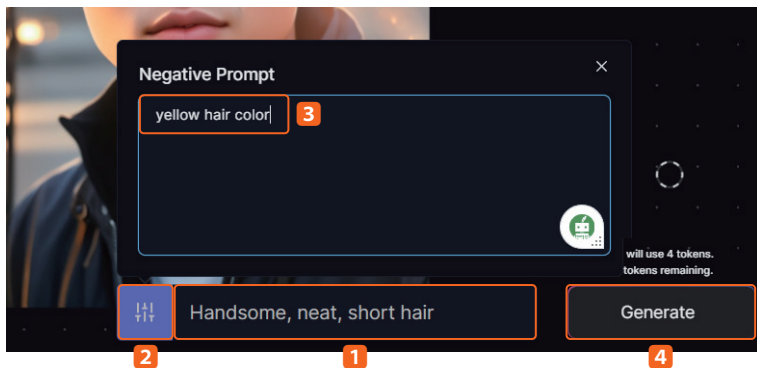 Negative Prompt
yellow hair color
3
will use 4 tokens.
tokens remaining.
Handsome, neat, short hair
Generate
2
1
4